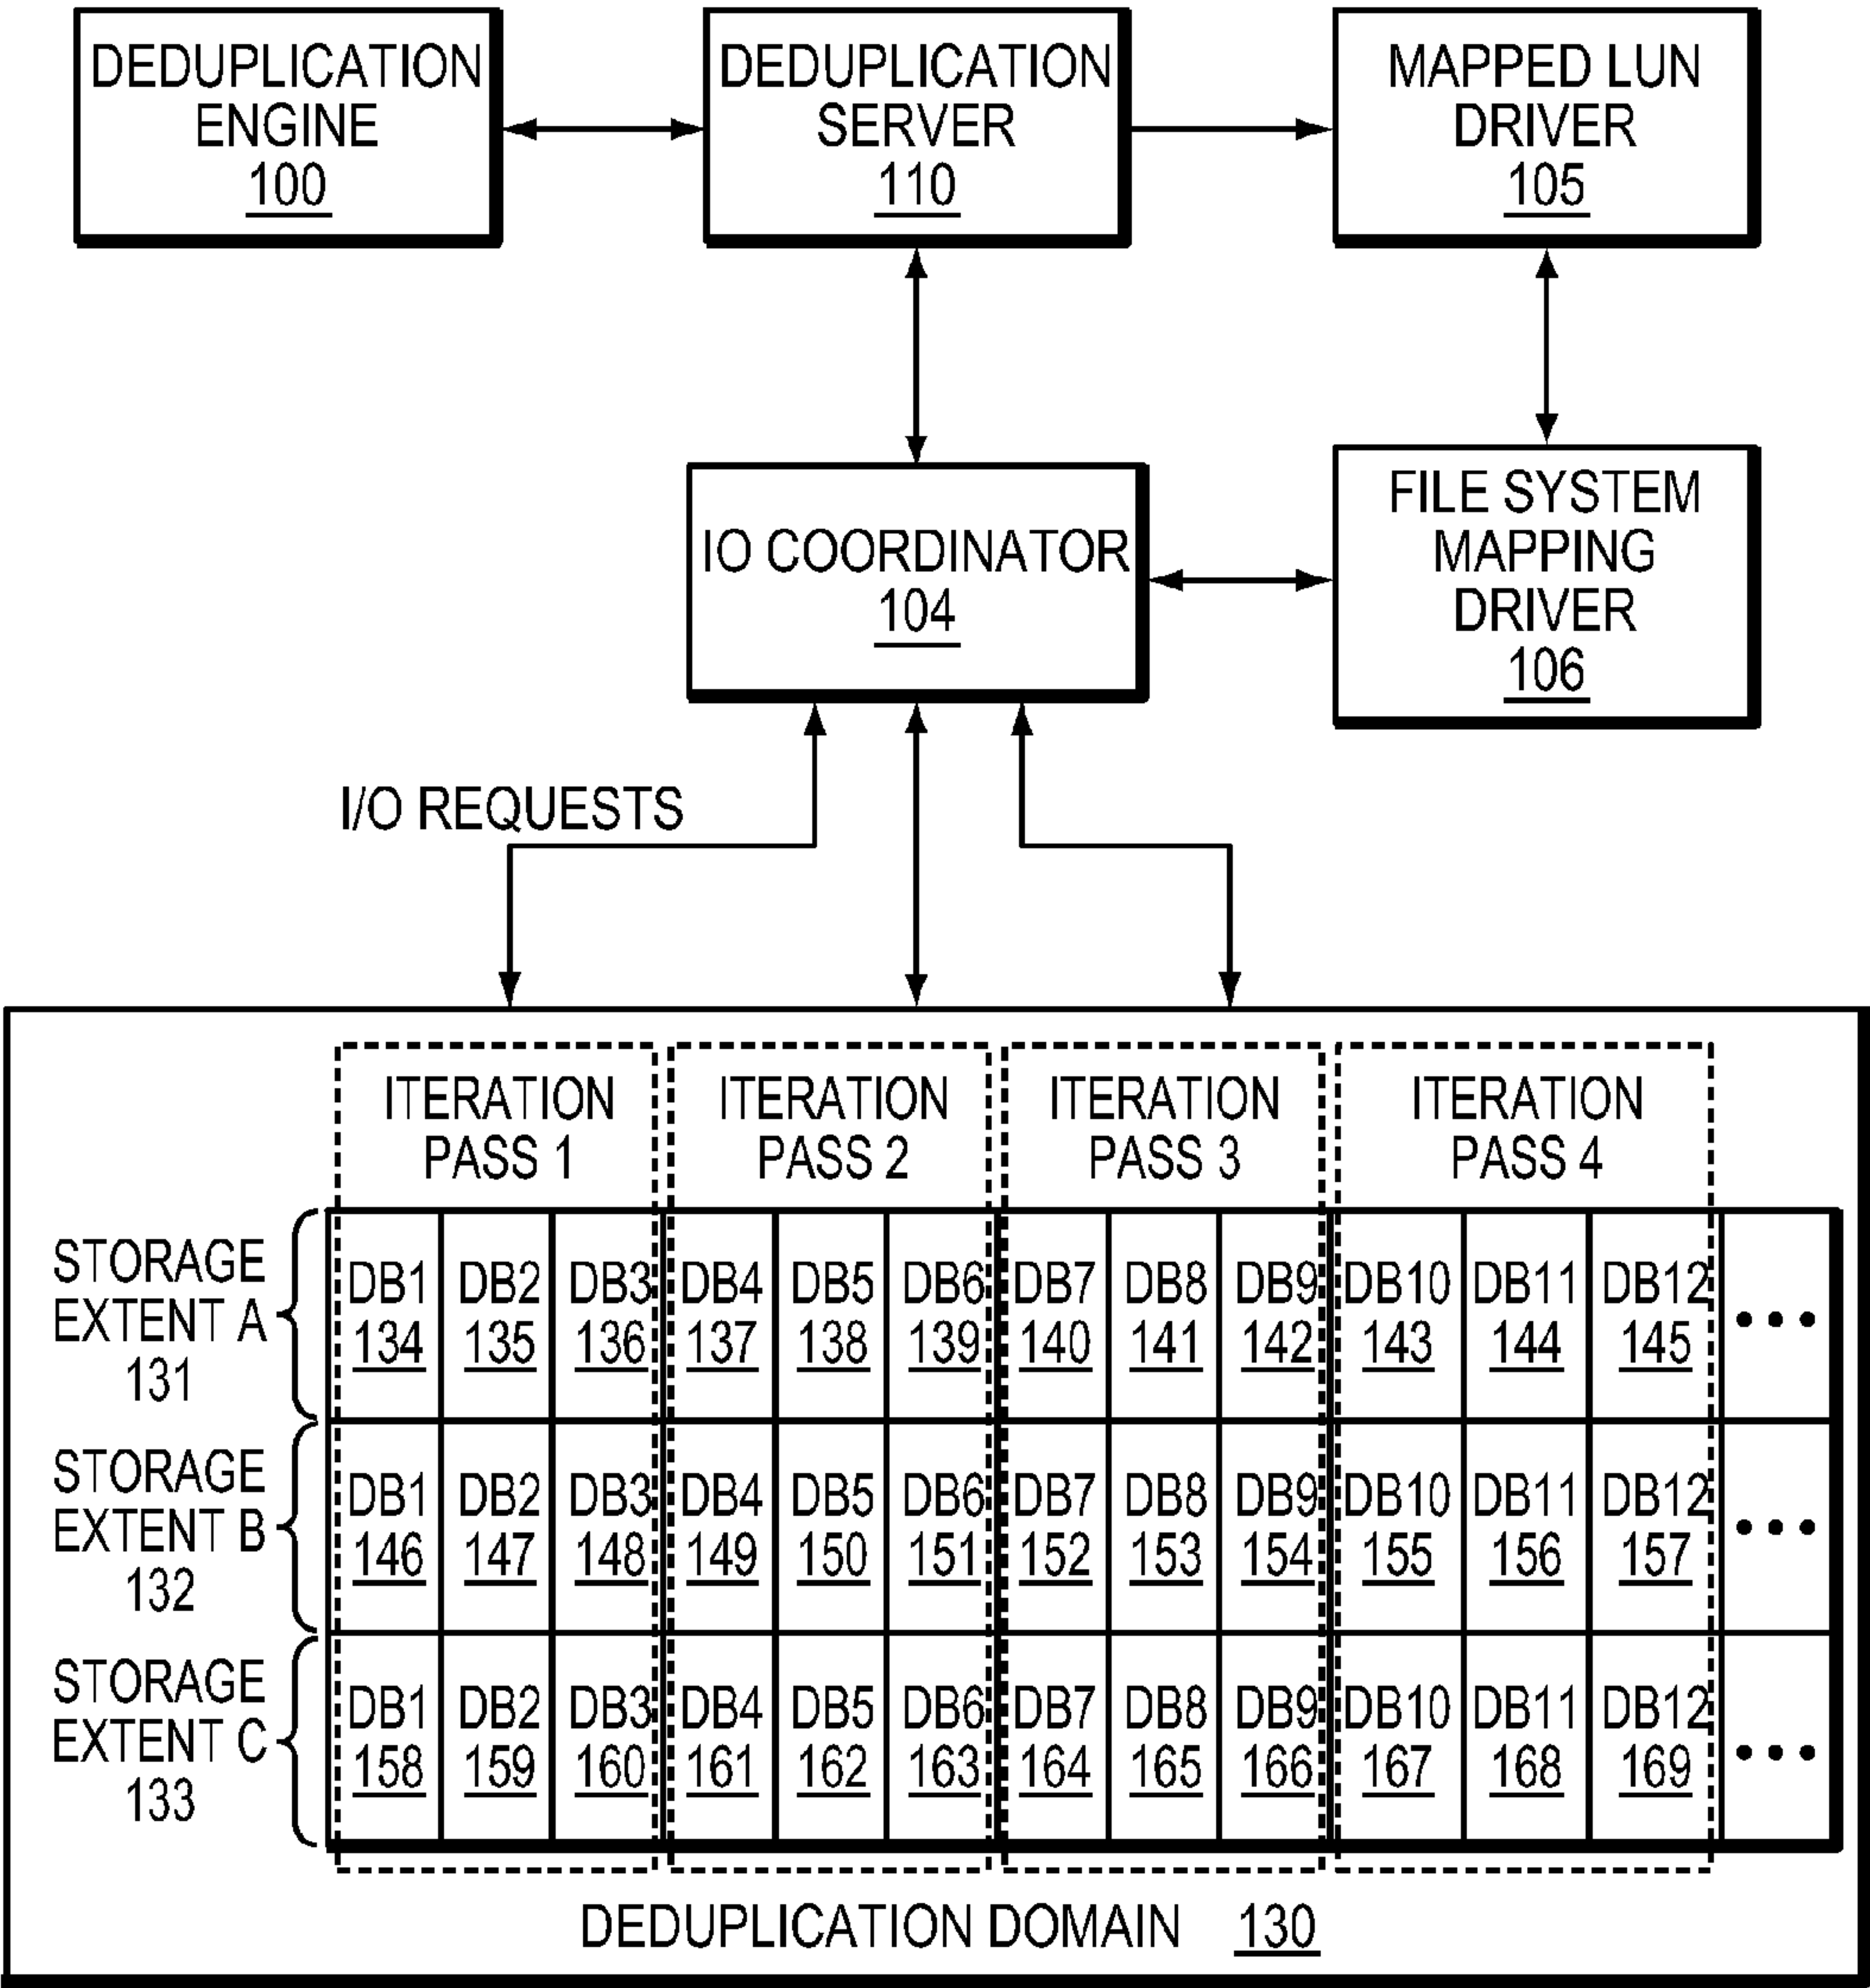 DEDUPLICATION
ENGINE
100
DEDUPLICATION
SERVER
110
MAPPED LUN
DRIVER
105
IO COORDINATOR
104
FILE SYSTEM
MAPPING
DRIVER
106
I/O REQUESTS
ITERATION
PASS 1
ITERATION
PASS 2
ITERATION
PASS 3
ITERATION
PASS 4
STORAGE
EXTENT A
131
DB1 DB2 DB3 DB4 DB5 DB6 DB7 DB8 DB9 DB10 DB11 DB12 •••
134 135 136 137 138 139 140 141 142 143 144 145
STORAGE
EXTENT B
132
DB1 DB2 DB3 DB4 DB5 DB6 DB7 DB8 DB9 DB10 DB11 DB12 •••
146 147 148 149 150 151 152 153 154 155 156 157
STORAGE
EXTENT C
133
DB1 DB2 DB3 DB4 DB5 DB6 DB7 DB8 DB9 DB10 DB11 DB12 •••
158 159 160 161 162 163 164 165 166 167 168 169
DEDUPLICATION DOMAIN 130